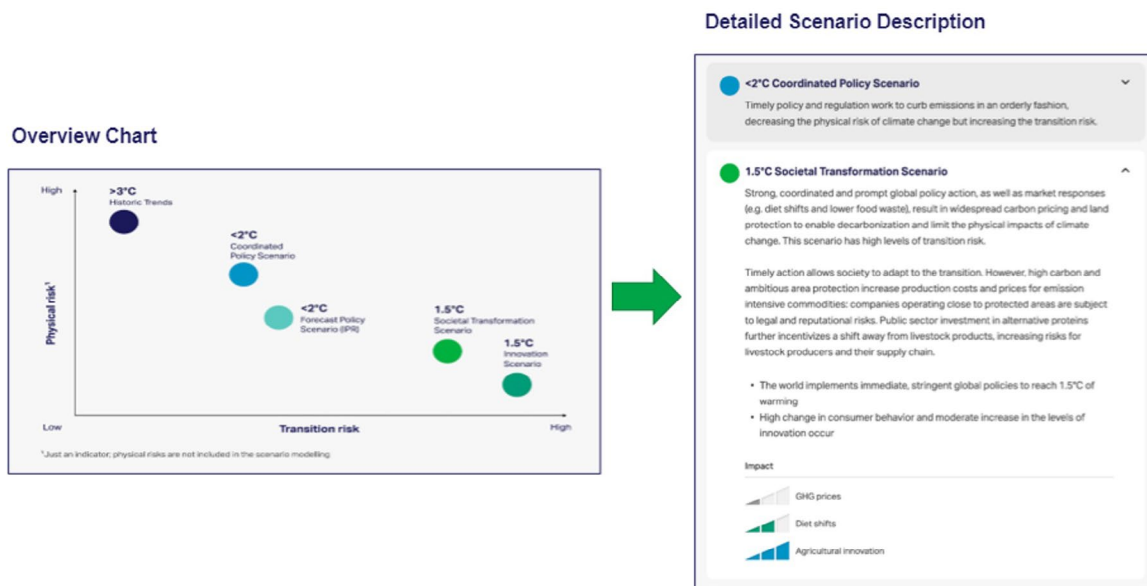 Detailed Scenario Description
Overview Chart
High
>3°C
Historic Trends
<2°C
Coordinated
Policy Scenario
<2°C
Forecast Policy
Scenario (IPR)
1.5°C
Societal Transformation
Scenario
1.5°C
Innovation
Scenario
Physical risk¹
Low
Transition risk
High
¹Just an indicator; physical risks are not included in the scenario modelling
<2°C Coordinated Policy Scenario
Timely policy and regulation work to curb emissions in an orderly fashion,
decreasing the physical risk of climate change but increasing the transition risk.
1.5°C Societal Transformation Scenario
Strong, coordinated and prompt global policy action, as well as market responses
(e.g. diet shifts and lower food waste), result in widespread carbon pricing and land
protection to enable decarbonization and limit the physical impacts of climate
change. This scenario has high levels of transition risk.
Timely action allows society to adapt to the transition. However, high carbon and
ambitious area protection increase production costs and prices for emission
intensive commodities: companies operating close to protected areas are subject
to legal and reputational risks. Public sector investment in alternative proteins
further incentivizes a shift away from livestock products, increasing risks for
livestock producers and their supply chain.
• The world implements immediate, stringent global policies to reach 1.5°C of
warming
• High change in consumer behavior and moderate increase in the levels of
innovation occur
Impact
GHG prices
Diet shifts
Agricultural innovation